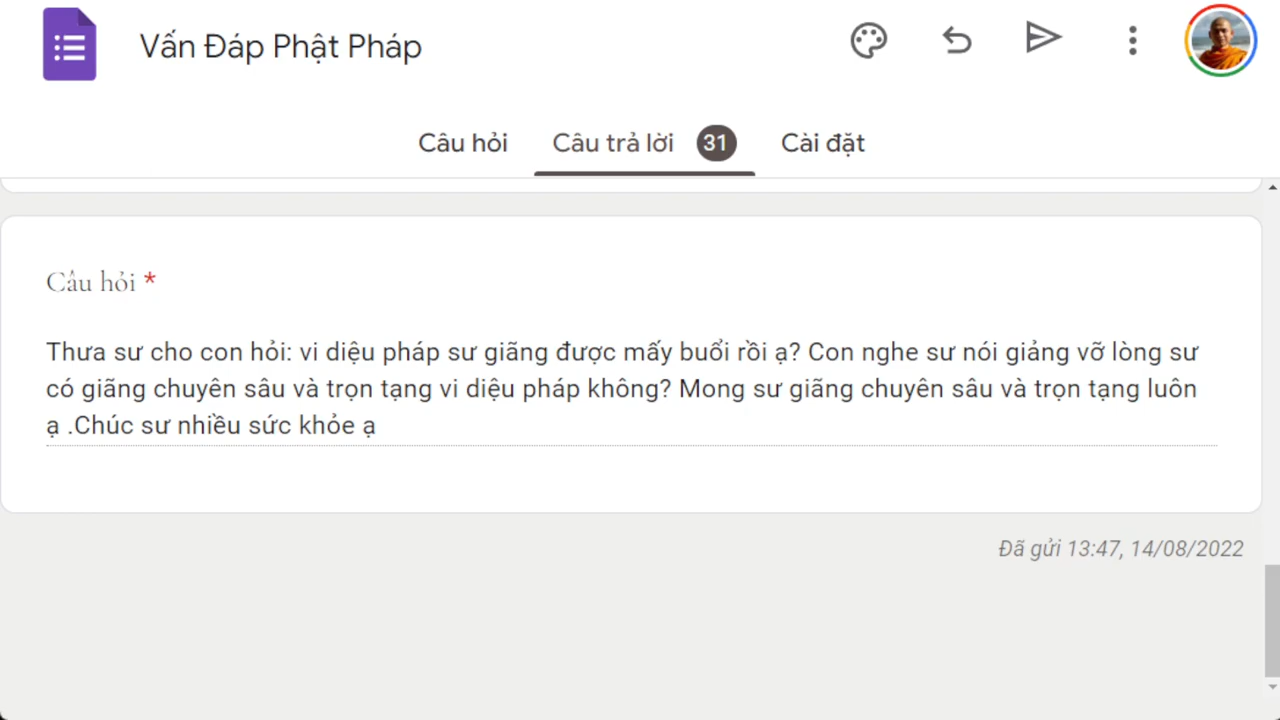 Vấn Đáp Phật Pháp
Câu hỏi
Câu trả lời 31
Cài đặt
Câu hỏi *
Thưa sư cho con hỏi: vi diệu pháp sư giãng được mấy buổi rồi ạ? Con nghe sư nói giảng vỡ lòng sư
có giãng chuyên sâu và trọn tạng vi diệu pháp không? Mong sư giãng chuyên sâu và trọn tạng luôn
ạ .Chúc sư nhiều sức khỏe ạ
Đã gửi 13:47, 14/08/2022